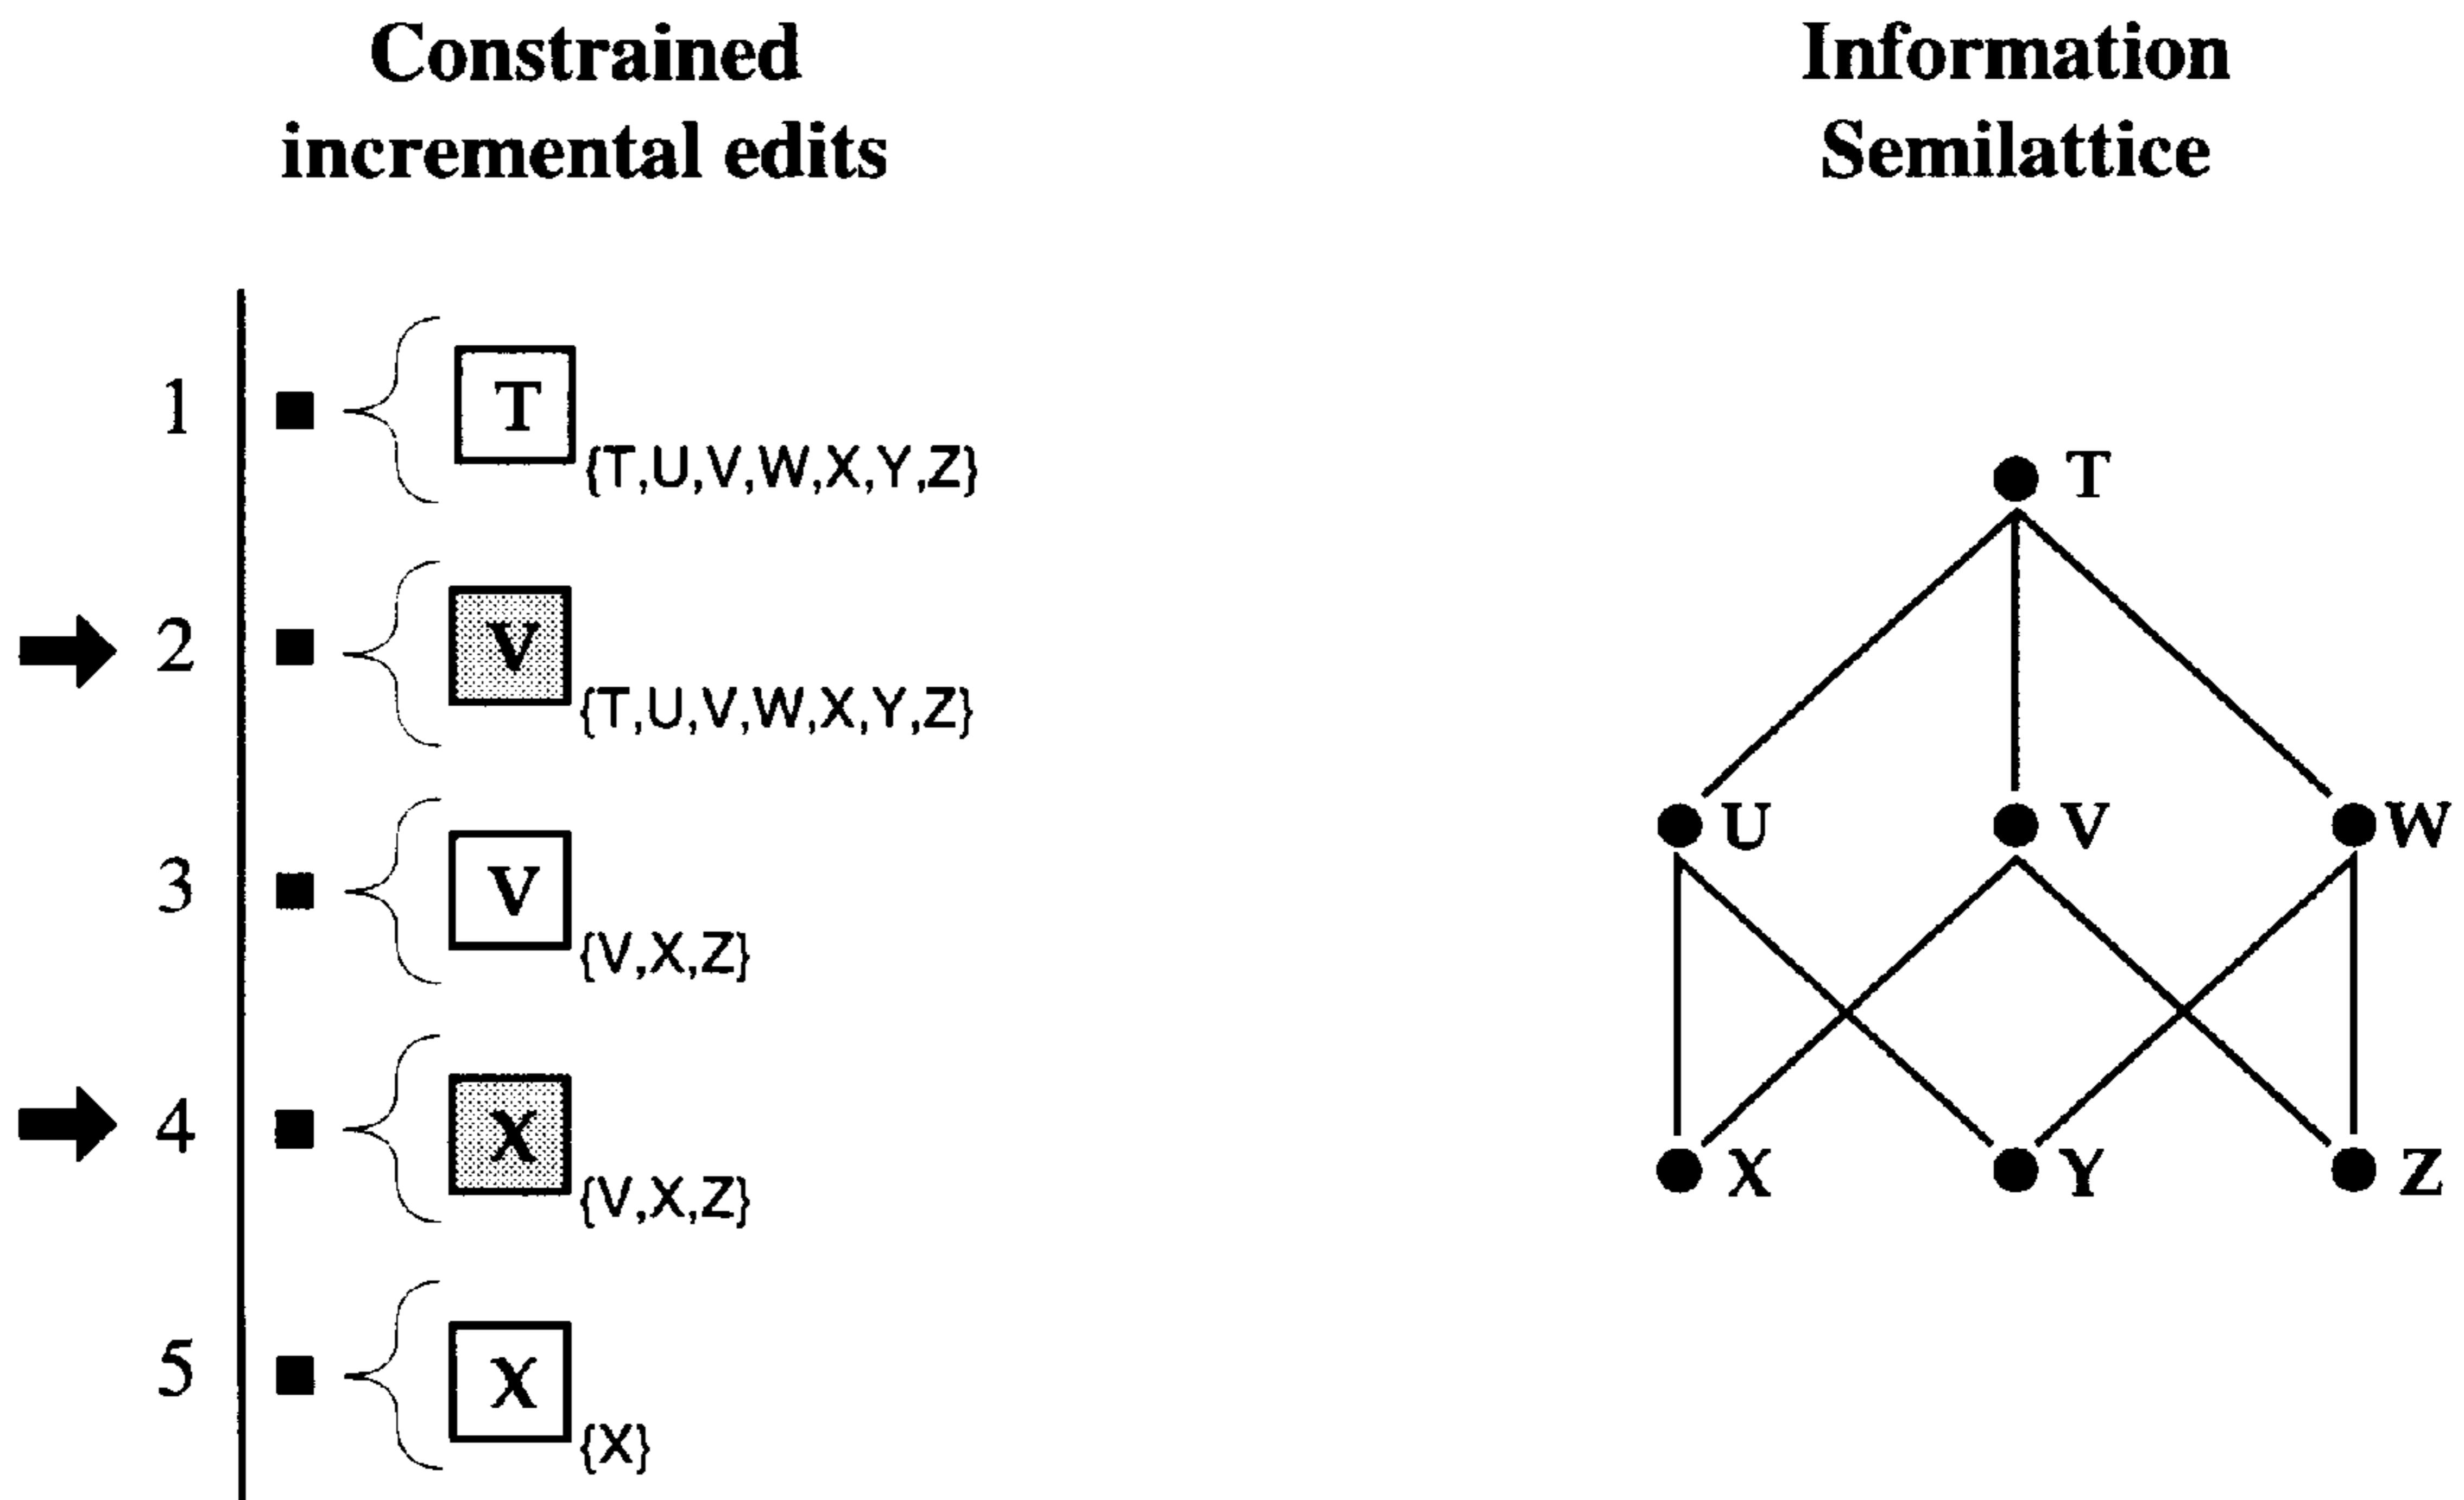 Constrained
incremental edits
Information
Semilattice
1
T
{T,U,V,W,X,Y,Z}
2
V
{T,U,V,W,X,Y,Z}
3
V
{V,X,Z}
4
X
{V,X,Z}
5
X
{X}
T
U V W
X Y Z